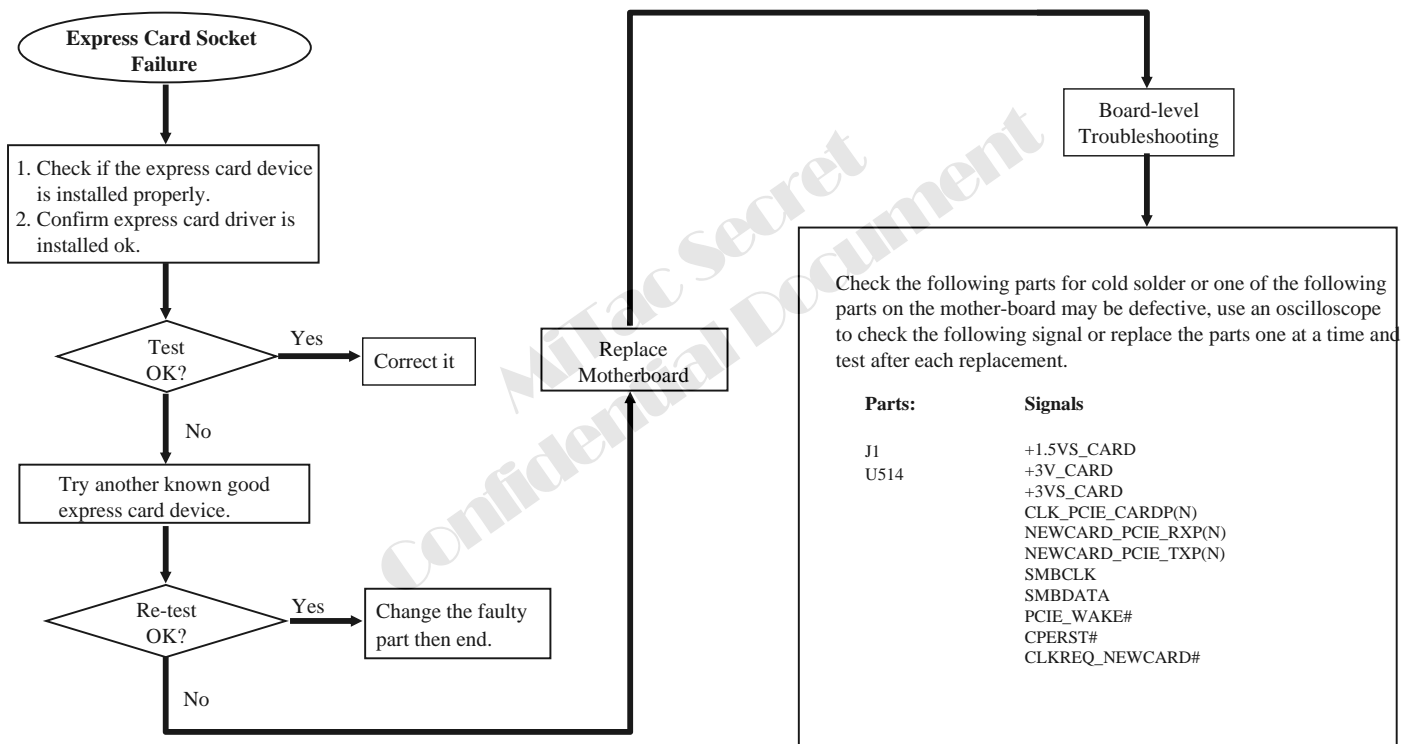 Express Card Socket
Failure
1. Check if the express card device
is installed properly.
2. Confirm express card driver is
installed ok.
Test
OK?
Yes
Correct it
No
Try another known good
express card device.
Re-test
OK?
Yes
Change the faulty
part then end.
No
Replace
Motherboard
Board-level
Troubleshooting
Check the following parts for cold solder or one of the following
parts on the mother-board may be defective, use an oscilloscope
to check the following signal or replace the parts one at a time and
test after each replacement.
Parts:
J1
U514
Signals
+1.5VS_CARD
+3V_CARD
+3VS_CARD
CLK_PCIE_CARDP(N)
NEWCARD_PCIE_RXP(N)
NEWCARD_PCIE_TXP(N)
SMBCLK
SMBDATA
PCIE_WAKE#
CPERST#
CLKREQ_NEWCARD#
MiTac Secret
Confidential Document